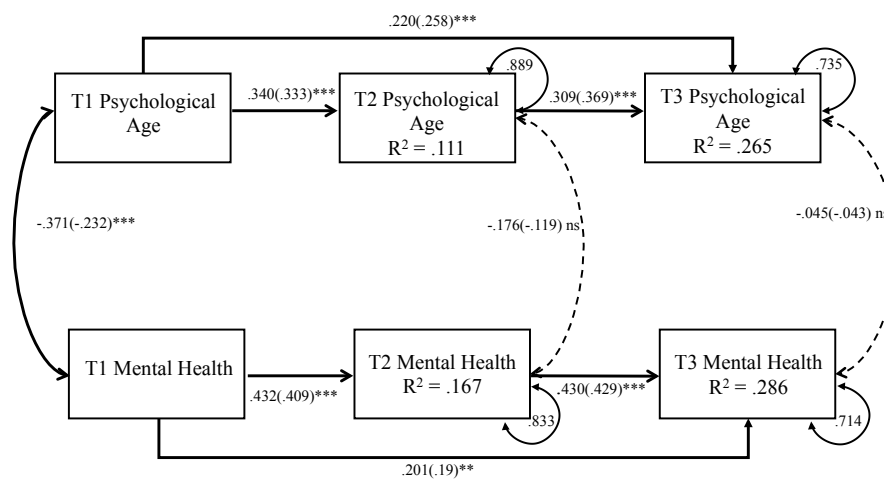 .220(.258)***
.889
.735
T1 Psychological
Age
.340(.333)***
T2 Psychological
Age
R² = .111
.309(.369)***
T3 Psychological
Age
R² = .265
-.371(-.232)***
-.176(-.119) ns
-.045(-.043) ns
T1 Mental Health
.432(.409)***
T2 Mental Health
R² = .167
.430(.429)***
T3 Mental Health
R² = .286
.833
.714
.201(.19)**